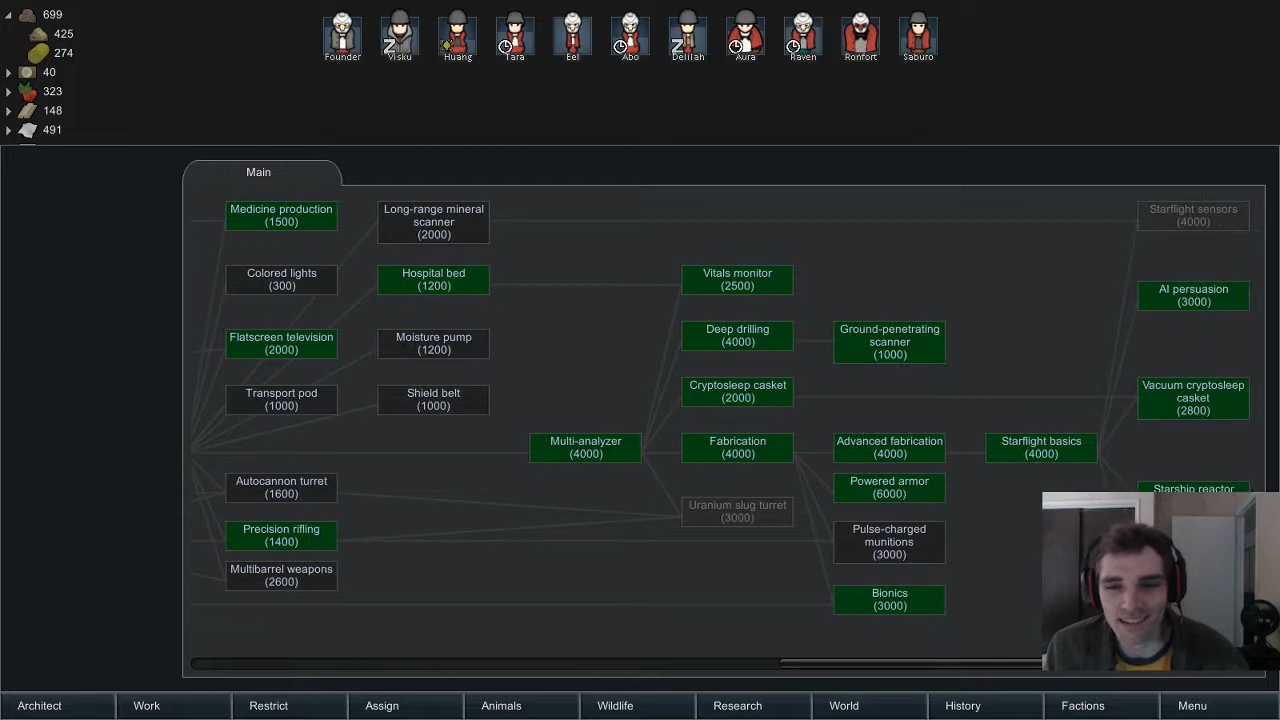 699
425
274
40
323
148
491
Founder
Visku
Huang
Tara
Eel
Abo
Delilah
Aura
Raven
Ronfort
Saburo
Z
Z
Main
Medicine production
(1500)
Long-range mineral
scanner
(2000)
Starflight sensors
(4000)
Colored lights
(300)
Hospital bed
(1200)
Vitals monitor
(2500)
AI persuasion
(3000)
Flatscreen television
(2000)
Moisture pump
(1200)
Deep drilling
(4000)
Ground-penetrating
scanner
(1000)
Transport pod
(1000)
Shield belt
(1000)
Cryptosleep casket
(2000)
Vacuum cryptosleep
casket
(2800)
Multi-analyzer
(4000)
Fabrication
(4000)
Advanced fabrication
(4000)
Starflight basics
(4000)
Autocannon turret
(1600)
Uranium slug turret
(3000)
Powered armor
(6000)
Starship reactor
Precision rifling
(1400)
Pulse-charged
munitions
(3000)
Multibarrel weapons
(2600)
Bionics
(3000)
Architect
Work
Restrict
Assign
Animals
Wildlife
Research
World
History
Factions
Menu